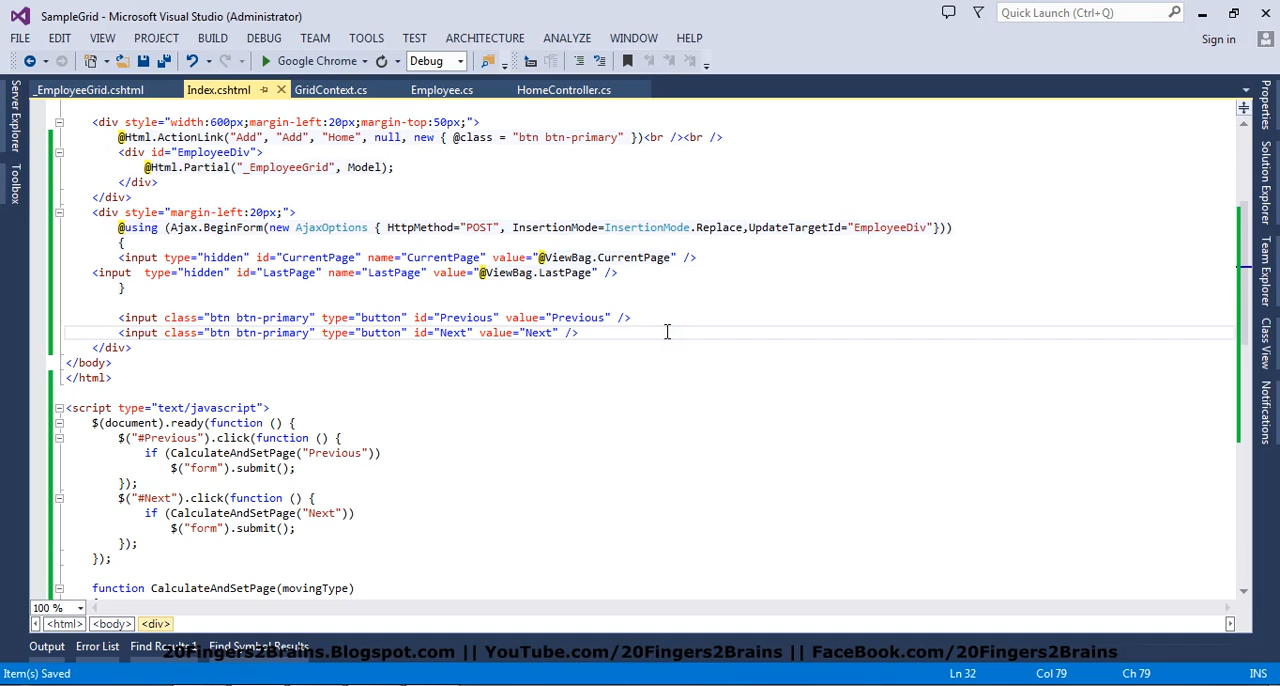 SampleGrid - Microsoft Visual Studio (Administrator)
Quick Launch (Ctrl+Q)
FILE EDIT VIEW PROJECT BUILD DEBUG TEAM TOOLS TEST ARCHITECTURE ANALYZE WINDOW HELP
Sign in
Google Chrome Debug
_EmployeeGrid.cshtml Index.cshtml GridContext.cs Employee.cs HomeController.cs
Server Explorer
Toolbox
Properties
Solution Explorer
Team Explorer
Class View
Notifications
<div style="width:600px;margin-left:20px;margin-top:50px;">
@Html.ActionLink("Add", "Add", "Home", null, new { @class = "btn btn-primary" })<br /><br />
<div id="EmployeeDiv">
@Html.Partial("_EmployeeGrid", Model);
</div>
</div>
<div style="margin-left:20px;">
@using (Ajax.BeginForm(new AjaxOptions { HttpMethod="POST", InsertionMode=InsertionMode.Replace,UpdateTargetId="EmployeeDiv"}))
{
<input type="hidden" id="CurrentPage" name="CurrentPage" value="@ViewBag.CurrentPage" />
<input  type="hidden" id="LastPage" name="LastPage" value="@ViewBag.LastPage" />
}
<input class="btn btn-primary" type="button" id="Previous" value="Previous" />
<input class="btn btn-primary" type="button" id="Next" value="Next" />
</div>
</body>
</html>
<script type="text/javascript">
$(document).ready(function () {
$("#Previous").click(function () {
if (CalculateAndSetPage("Previous"))
$("form").submit();
});
$("#Next").click(function () {
if (CalculateAndSetPage("Next"))
$("form").submit();
});
});
function CalculateAndSetPage(movingType)
100 %
<html> <body> <div>
Output Error List Find Results 1 Find Symbol Results
20Fingers2Brains.Blogspot.com || YouTube.com/20Fingers2Brains || FaceBook.com/20Fingers2Brains
Item(s) Saved Ln 32 Col 79 Ch 79 INS